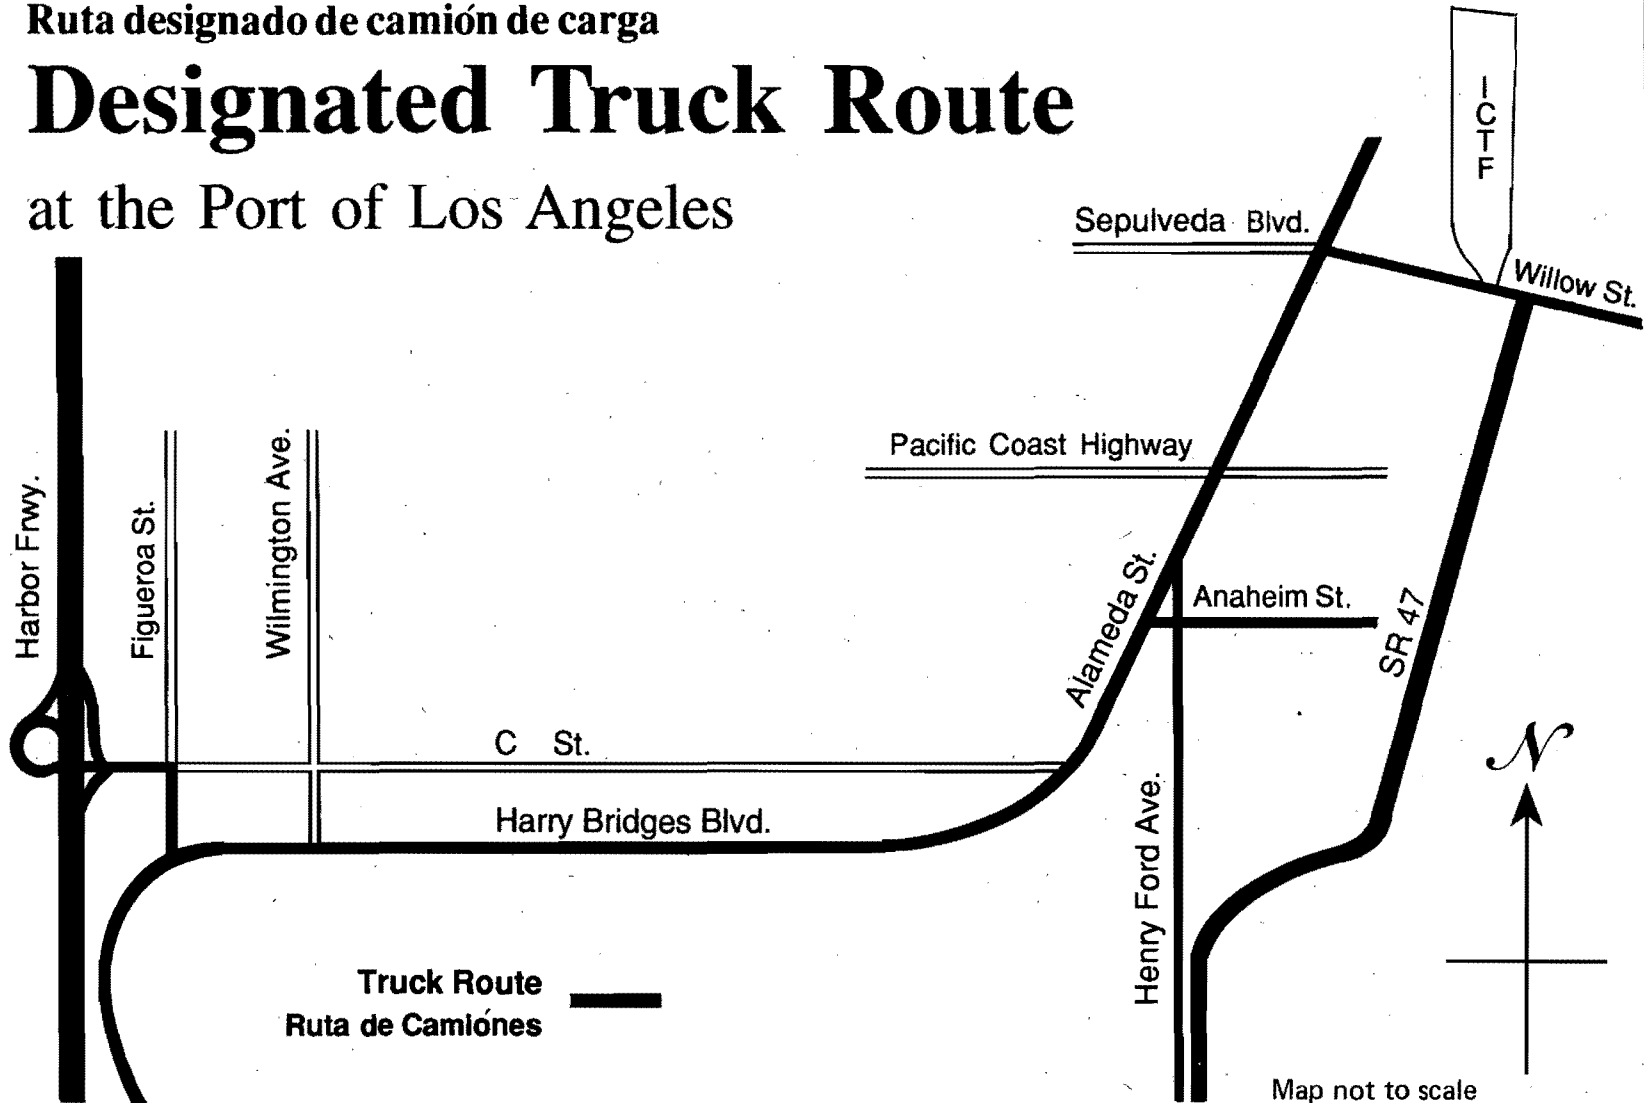 Ruta designado de camión de carga
Designated Truck Route
at the Port of Los Angeles
I
C
T
F
Sepulveda Blvd.
Willow St.
Pacific Coast Highway
Harbor Frwy.
Figueroa St.
Wilmington Ave.
Alameda St.
Anaheim St.
SR 47
C St.
Harry Bridges Blvd.
Henry Ford Ave.
N
Truck Route
Ruta de Camiónes
Map not to scale